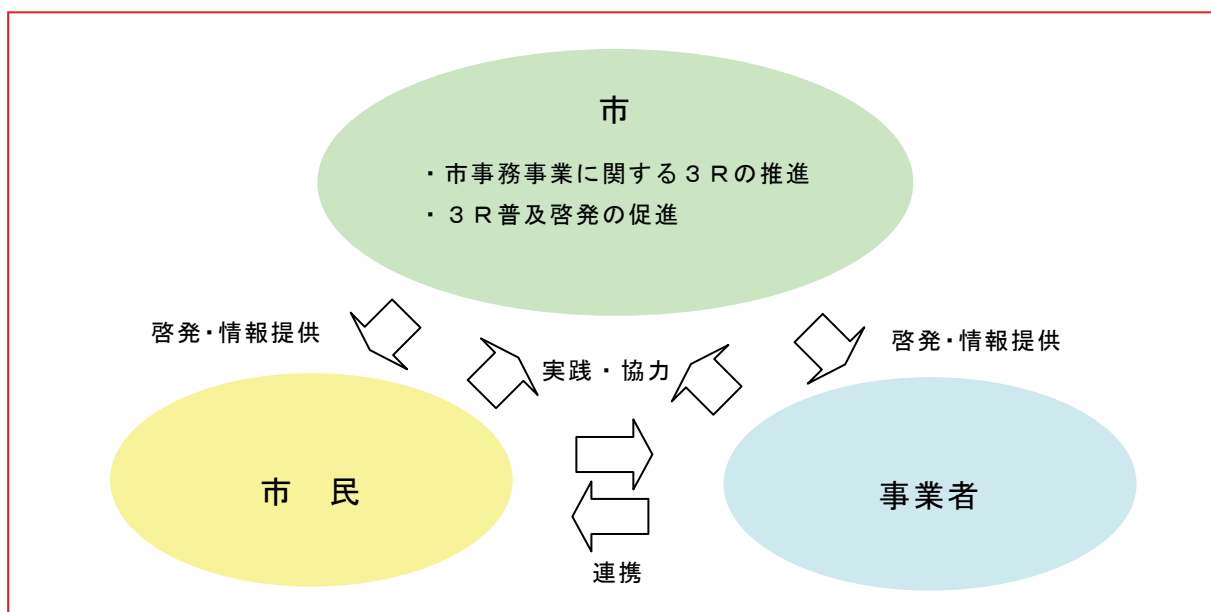 市
・市事務事業に関する３Ｒの推進
・３Ｒ普及啓発の促進
啓発・情報提供
実践・協力
啓発・情報提供
市　民
事業者
連携